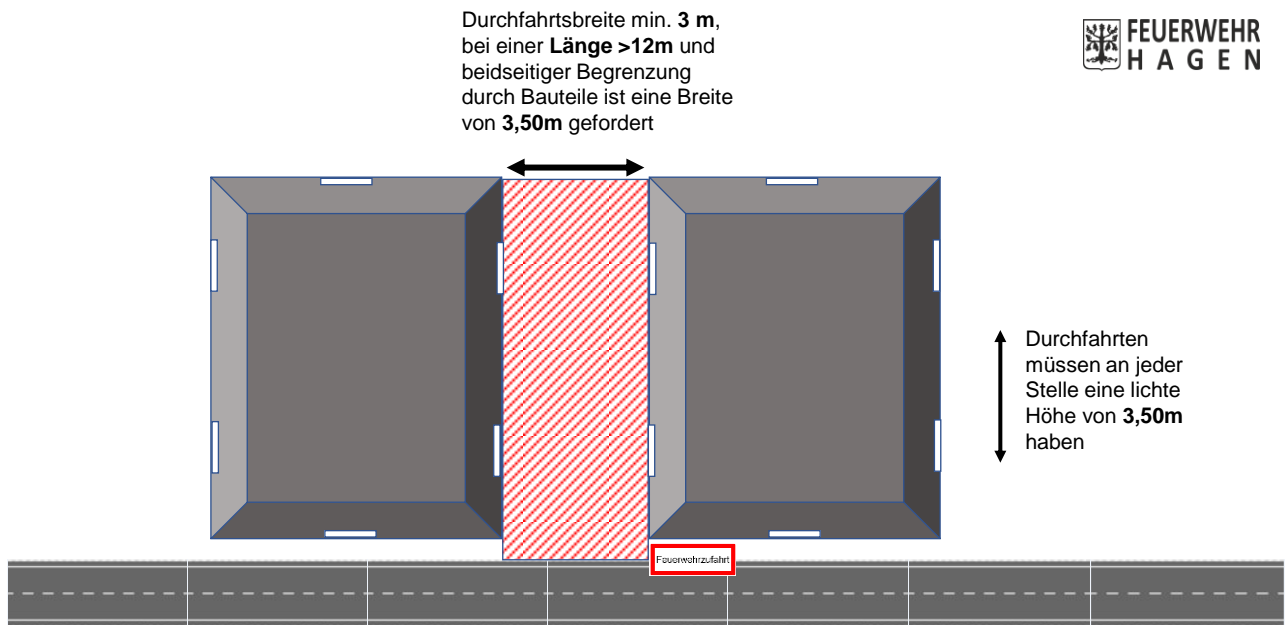 Durchfahrtsbreite min. 3 m,
bei einer Länge >12m und
beidseitiger Begrenzung
durch Bauteile ist eine Breite
von 3,50m gefordert
FEUERWEHR
HAGEN
Durchfahrten
müssen an jeder
Stelle eine lichte
Höhe von 3,50m
haben
Feuerwehrzufahrt